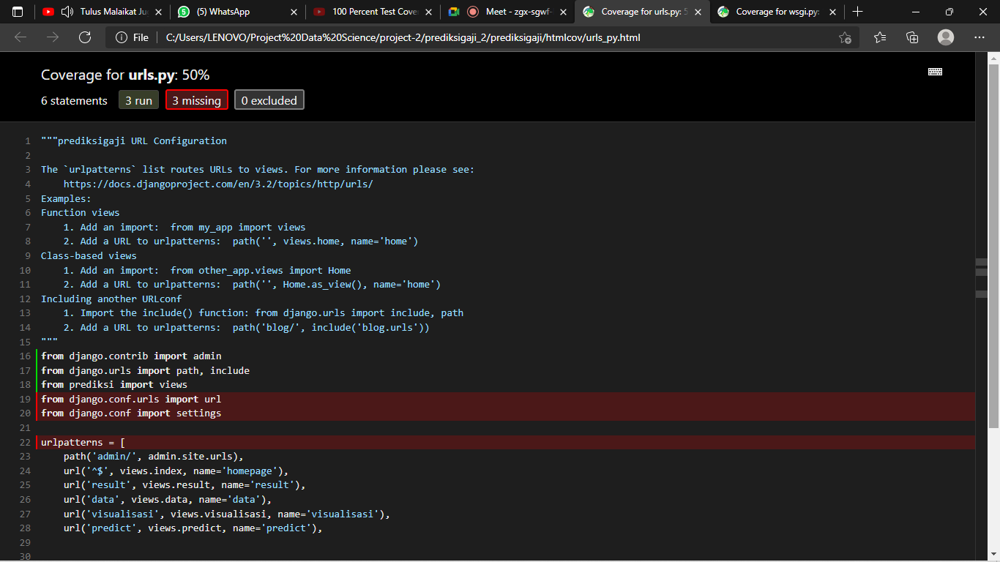 Tulus Malaikat Ju
(5) WhatsApp
100 Percent Test Cove
Meet - zgx-sgwf-
Coverage for urls.py: 5
Coverage for wsgi.py:
File
C:/Users/LENOVO/Project%20Data%20Science/project-2/prediksigaji_2/prediksigaji/htmlcov/urls_py.html
Coverage for urls.py: 50%
6 statements 3 run 3 missing 0 excluded
1 """prediksigaji URL Configuration
2
3 The `urlpatterns` list routes URLs to views. For more information please see:
4 https://docs.djangoproject.com/en/3.2/topics/http/urls/
5 Examples:
6 Function views
7 1. Add an import:  from my_app import views
8 2. Add a URL to urlpatterns:  path('', views.home, name='home')
9 Class-based views
10 1. Add an import:  from other_app.views import Home
11 2. Add a URL to urlpatterns:  path('', Home.as_view(), name='home')
12 Including another URLconf
13 1. Import the include() function: from django.urls import include, path
14 2. Add a URL to urlpatterns:  path('blog/', include('blog.urls'))
15 """
16 from django.contrib import admin
17 from django.urls import path, include
18 from prediksi import views
19 from django.conf.urls import url
20 from django.conf import settings
21
22 urlpatterns = [
23 path('admin/', admin.site.urls),
24 url('^$', views.index, name='homepage'),
25 url('result', views.result, name='result'),
26 url('data', views.data, name='data'),
27 url('visualisasi', views.visualisasi, name='visualisasi'),
28 url('predict', views.predict, name='predict'),
29
30